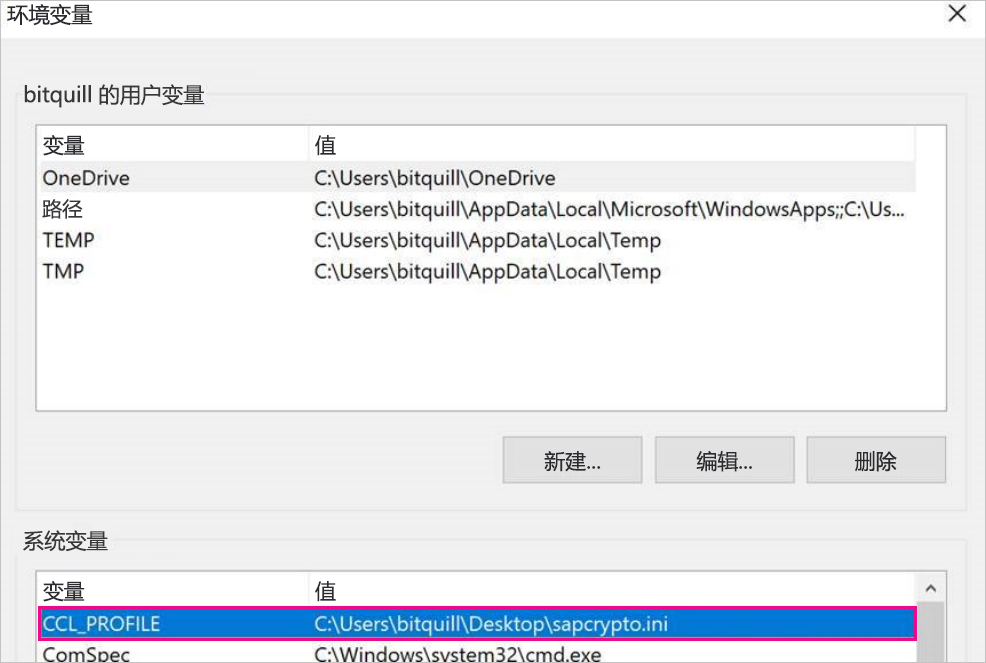 环境变量
bitquill 的用户变量
变量 值
OneDrive C:\Users\bitquill\OneDrive
路径 C:\Users\bitquill\AppData\Local\Microsoft\WindowsApps;;C:\Us...
TEMP C:\Users\bitquill\AppData\Local\Temp
TMP C:\Users\bitquill\AppData\Local\Temp
新建... 编辑... 删除
系统变量
变量 值
CCL_PROFILE C:\Users\bitquill\Desktop\sapcrypto.ini
ComSpec C:\Windows\system32\cmd.exe